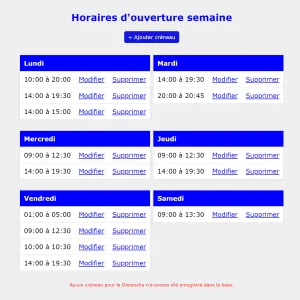 Horaires d'ouverture semaine
+ Ajouter créneau
Lundi
10:00 à 20:00 Modifier Supprimer
14:00 à 19:30 Modifier Supprimer
14:00 à 15:00 Modifier Supprimer
Mardi
14:00 à 19:30 Modifier Supprimer
20:00 à 20:45 Modifier Supprimer
Mercredi
09:00 à 12:30 Modifier Supprimer
14:00 à 19:30 Modifier Supprimer
Jeudi
09:00 à 12:30 Modifier Supprimer
14:00 à 19:30 Modifier Supprimer
Vendredi
01:00 à 05:00 Modifier Supprimer
09:00 à 12:30 Modifier Supprimer
10:00 à 10:30 Modifier Supprimer
14:00 à 19:30 Modifier Supprimer
Samedi
09:00 à 13:30 Modifier Supprimer
Aucun créneau pour le Dimanche n'a encore été enregistré dans la base.